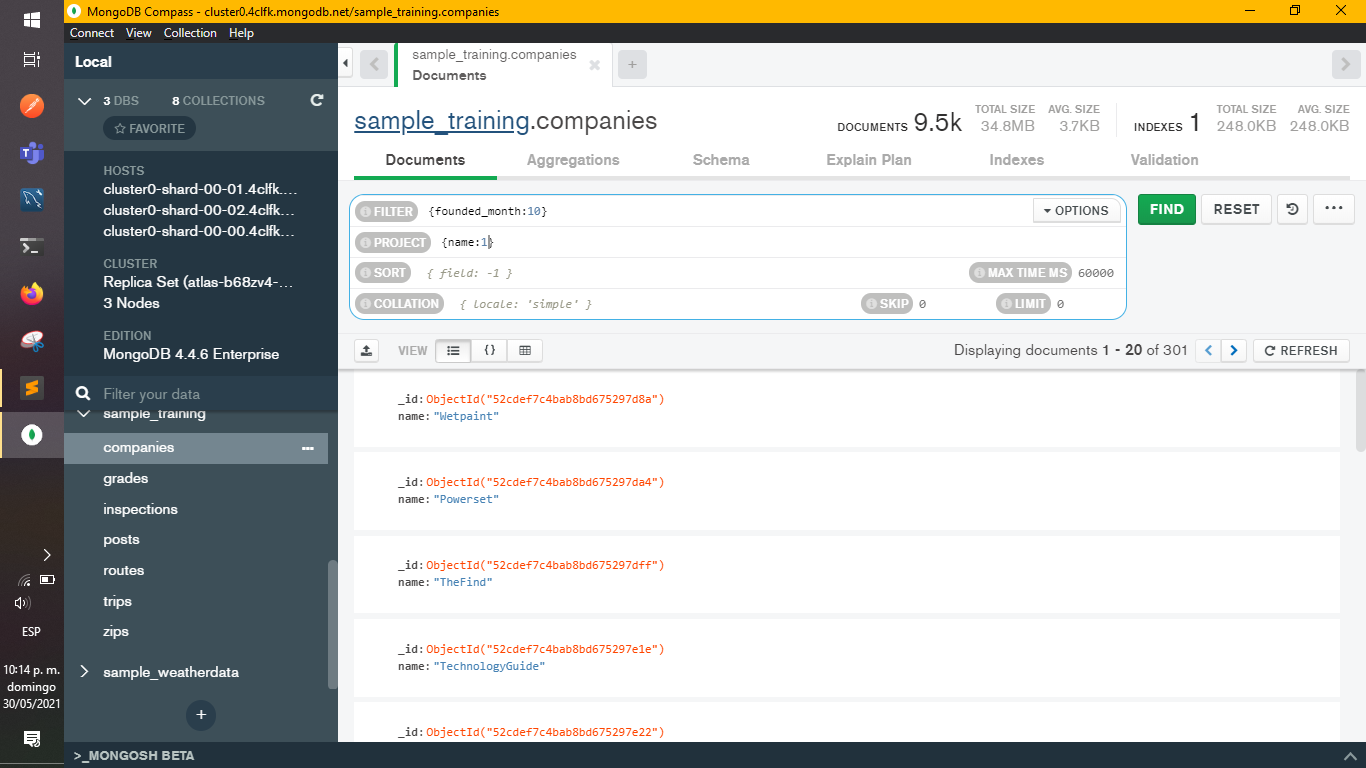 MongoDB Compass - cluster0.4clfk.mongodb.net/sample_training.companies
Connect View Collection Help
Local
3 DBS 8 COLLECTIONS
FAVORITE
HOSTS
cluster0-shard-00-01.4clfk....
cluster0-shard-00-02.4clfk...
cluster0-shard-00-00.4clfk...
CLUSTER
Replica Set (atlas-b68zv4-...
3 Nodes
EDITION
MongoDB 4.4.6 Enterprise
Filter your data
sample_training
companies
grades
inspections
posts
routes
trips
zips
sample_weatherdata
+
>_MONGOSH BETA
ESP
10:14 p. m.
domingo
30/05/2021
sample_training.companies
Documents
+
sample_training.companies
DOCUMENTS 9.5k TOTAL SIZE 34.8MB AVG. SIZE 3.7KB
INDEXES 1 TOTAL SIZE 248.0KB AVG. SIZE 248.0KB
Documents Aggregations Schema Explain Plan Indexes Validation
FILTER {founded_month:10} OPTIONS
FIND RESET ...
PROJECT {name:1}
SORT { field: -1 } MAX TIME MS 60000
COLLATION { locale: 'simple' } SKIP 0 LIMIT 0
VIEW {} Displaying documents 1 - 20 of 301 < > REFRESH
_id: ObjectId("52cdef7c4bab8bd675297d8a")
name: "Wetpaint"
_id: ObjectId("52cdef7c4bab8bd675297da4")
name: "Powerset"
_id: ObjectId("52cdef7c4bab8bd675297dff")
name: "TheFind"
_id: ObjectId("52cdef7c4bab8bd675297e1e")
name: "TechnologyGuide"
_id: ObjectId("52cdef7c4bab8bd675297e22")